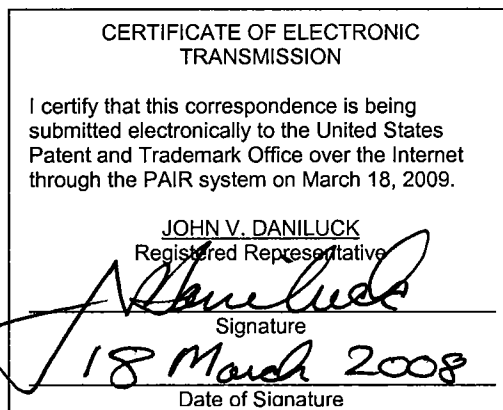 CERTIFICATE OF ELECTRONIC
TRANSMISSION
I certify that this correspondence is being
submitted electronically to the United States
Patent and Trademark Office over the Internet
through the PAIR system on March 18, 2009.
JOHN V. DANILUCK
Registered Representative
JDaniluck
Signature
18 March 2008
Date of Signature